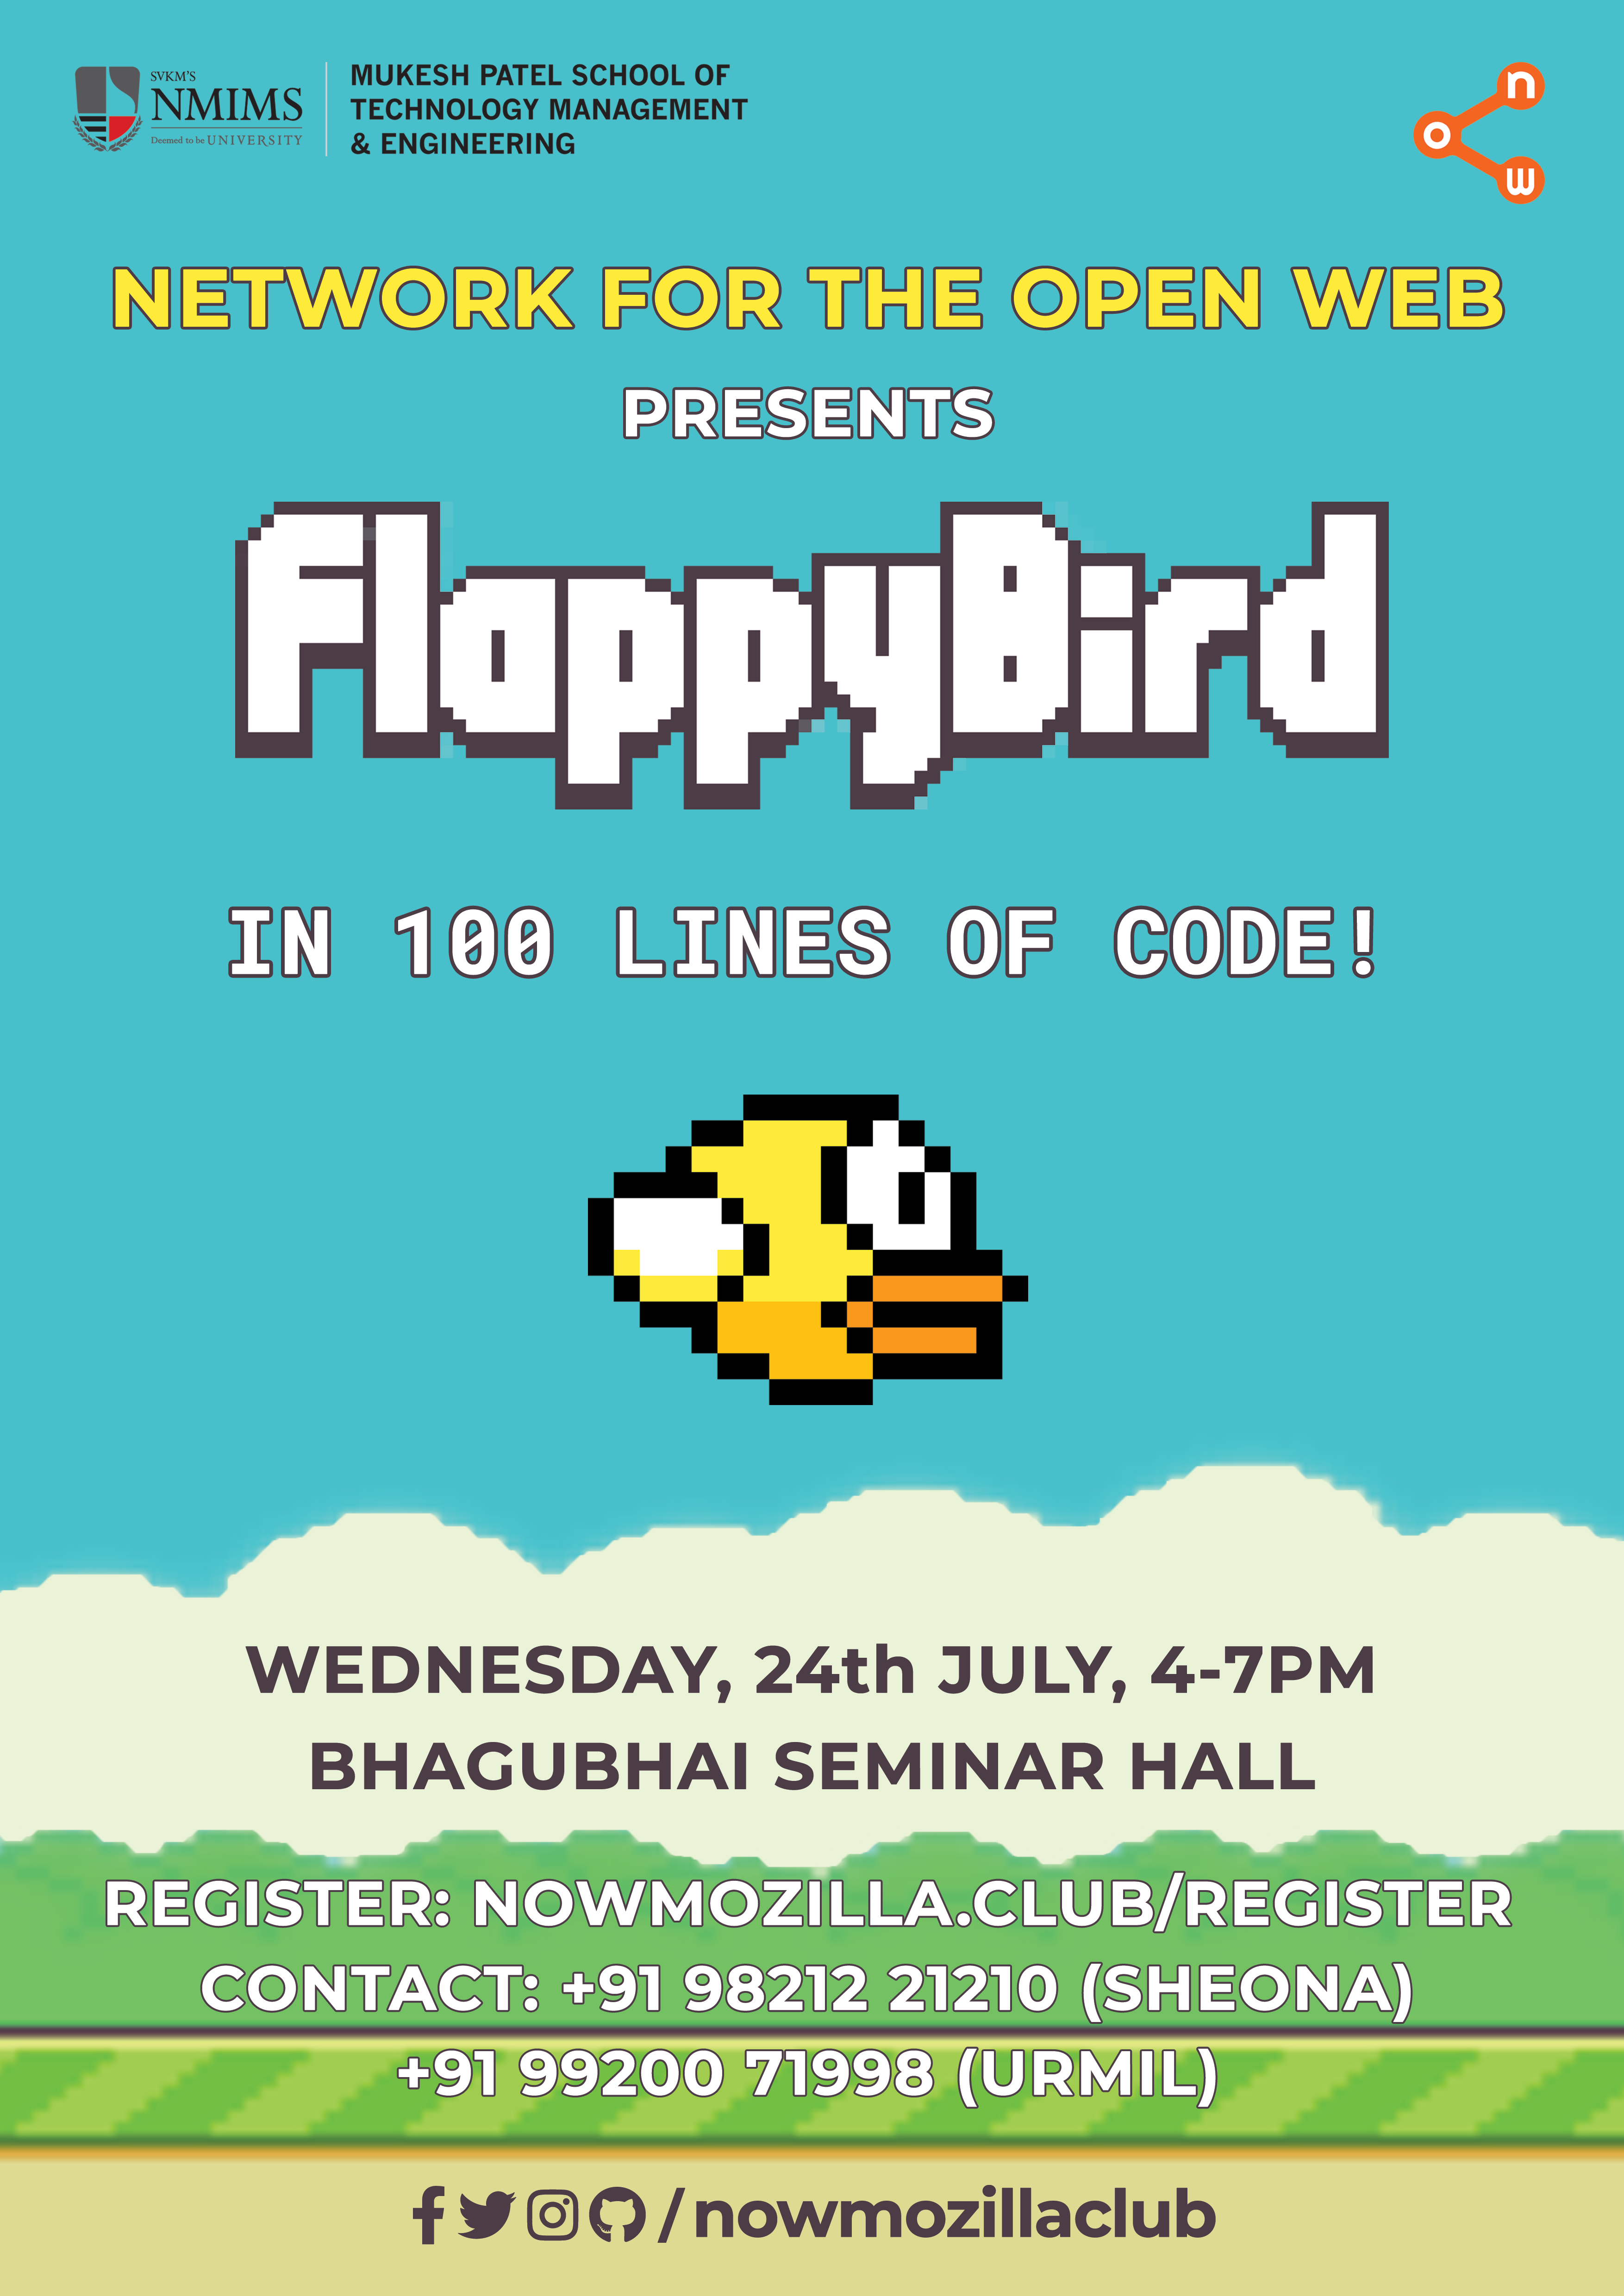 SVKM'S
NMIMS
Deemed to be UNIVERSITY
MUKESH PATEL SCHOOL OF
TECHNOLOGY MANAGEMENT
& ENGINEERING
n
o
w
NETWORK FOR THE OPEN WEB
PRESENTS
FlappyBird
IN 100 LINES OF CODE!
WEDNESDAY, 24th JULY, 4-7PM
BHAGUBHAI SEMINAR HALL
REGISTER: NOWMOZILLA.CLUB/REGISTER
CONTACT: +91 98212 21210 (SHEONA)
+91 99200 71998 (URMIL)
/nowmozillaclub